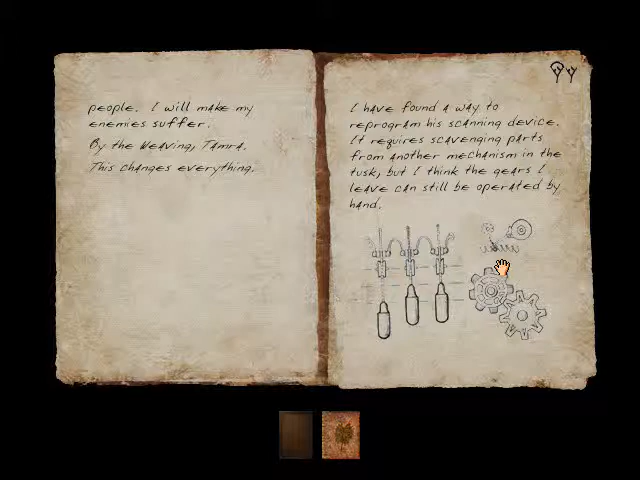 people. I will make my
enemies suffer.
By the Weaving, Tamra.
This changes everything.
I have found a way to
reprogram his scanning device.
It requires scavenging parts
from another mechanism in the
tusk, but I think the gears I
leave can still be operated by
hand.